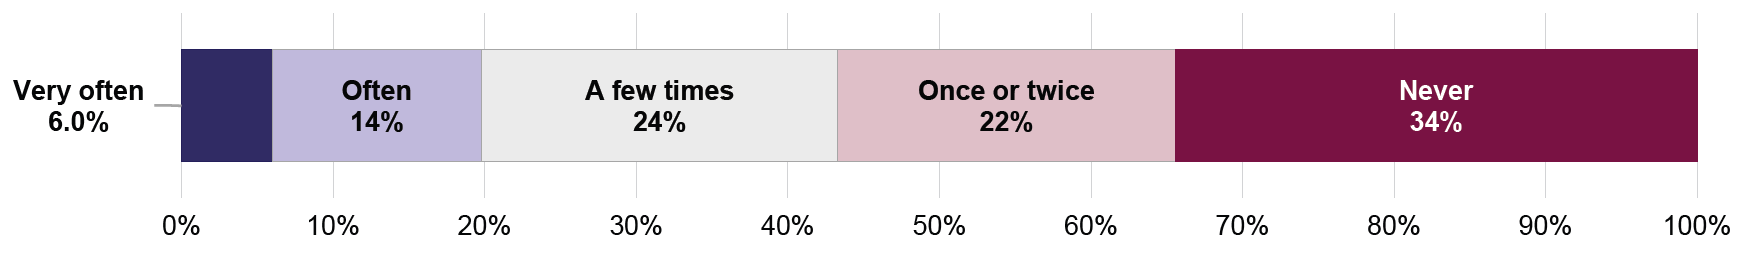 Very often
6.0%
Often
14%
A few times
24%
Once or twice
22%
Never
34%
0% 10% 20% 30% 40% 50% 60% 70% 80% 90% 100%